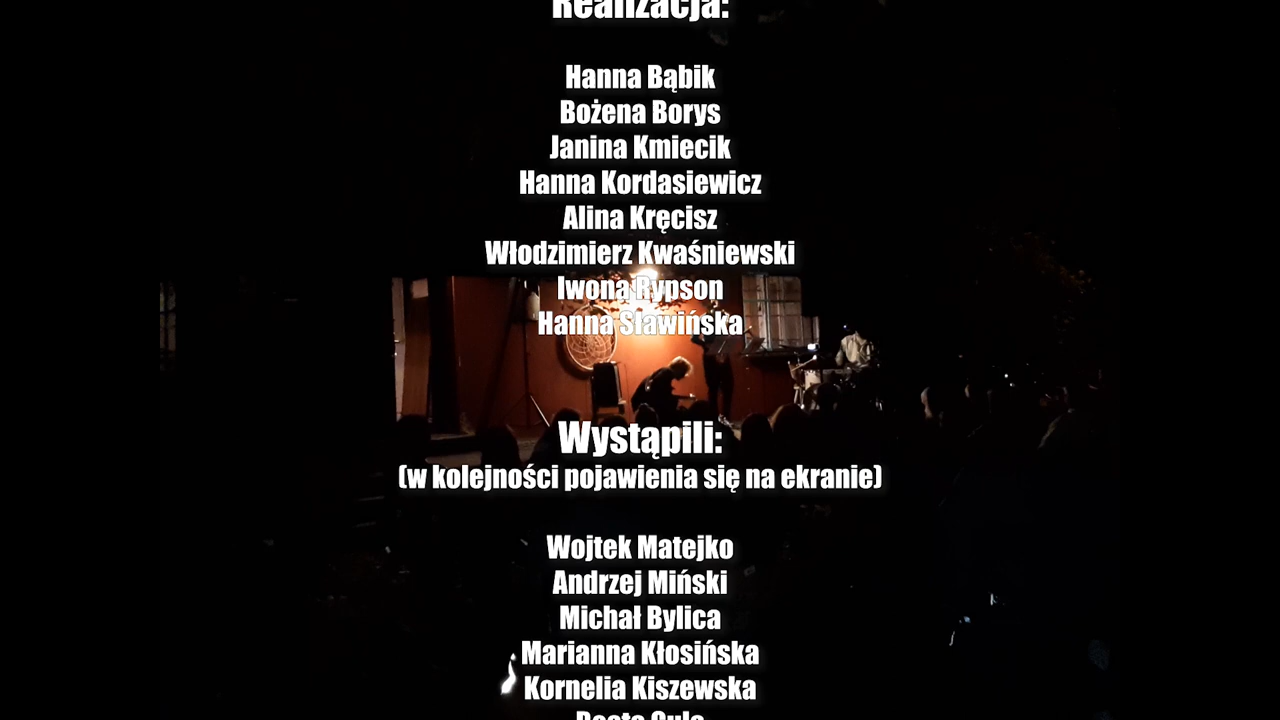 Realizacja:
Hanna Bąbik
Bożena Borys
Janina Kmiecik
Hanna Kordasiewicz
Alina Kręcisz
Włodzimierz Kwaśniewski
Iwona Rypson
Hanna Sławińska
Wystąpili:
(w kolejności pojawienia się na ekranie)
Wojtek Matejko
Andrzej Miński
Michał Bylica
Marianna Kłosińska
Kornelia Kiszewska